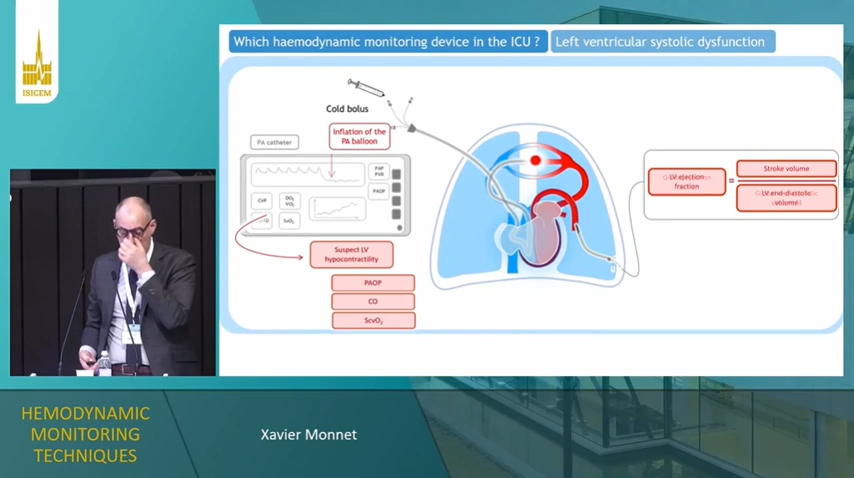 ISICEM
Which haemodynamic monitoring device in the ICU ?
Left ventricular systolic dysfunction
Cold bolus
PA catheter
Inflation of the
PA balloon
PAP
PVR
PAOP
CVP
DO₂
VO₂
SvO₂
Suspect LV
hypocontractility
PAOP
CO
ScvO₂
LV ejection
fraction
=
Stroke volume
LV end-diastolic
volume
HEMODYNAMIC
MONITORING
TECHNIQUES
Xavier Monnet